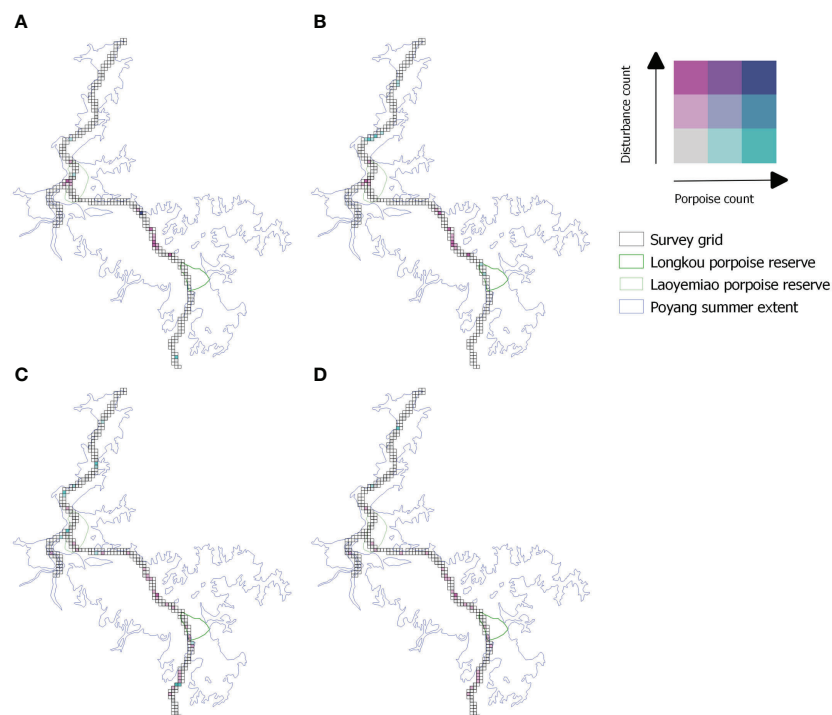 A
B
Disturbance count
Porpoise count
Survey grid
Longkou porpoise reserve
Laoyemiao porpoise reserve
Poyang summer extent
C
D